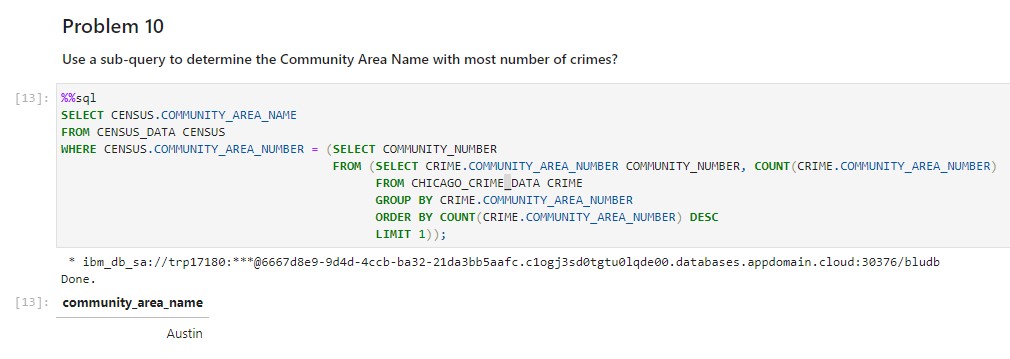 Problem 10
Use a sub-query to determine the Community Area Name with most number of crimes?
[13]: %%sql
SELECT CENSUS.COMMUNITY_AREA_NAME
FROM CENSUS_DATA CENSUS
WHERE CENSUS.COMMUNITY_AREA_NUMBER = (SELECT COMMUNITY_NUMBER
FROM (SELECT CRIME.COMMUNITY_AREA_NUMBER COMMUNITY_NUMBER, COUNT(CRIME.COMMUNITY_AREA_NUMBER)
FROM CHICAGO_CRIME_DATA CRIME
GROUP BY CRIME.COMMUNITY_AREA_NUMBER
ORDER BY COUNT(CRIME.COMMUNITY_AREA_NUMBER) DESC
LIMIT 1));
* ibm_db_sa://trp17180:***@6667d8e9-9d4d-4ccb-ba32-21da3bb5aafc.c1ogj3sd0tgtu0lqde00.databases.appdomain.cloud:30376/bludb
Done.
[13]: community_area_name
Austin